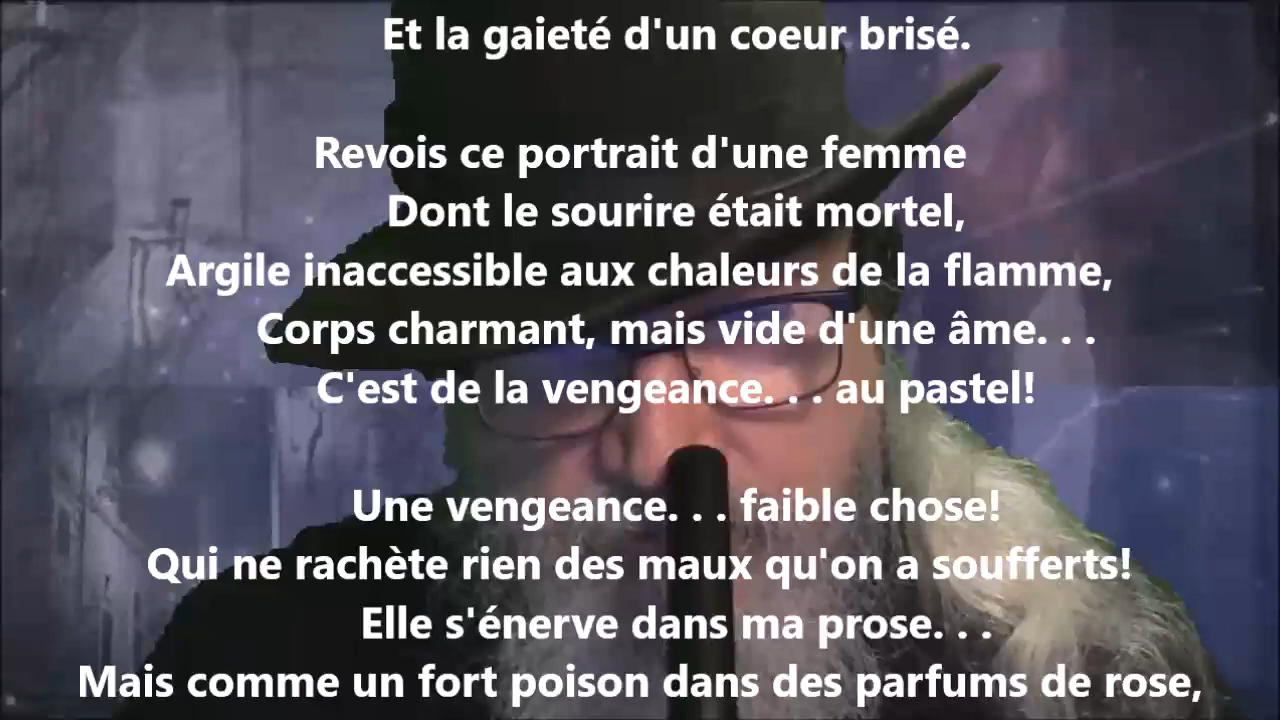 Et la gaieté d'un coeur brisé.
Revois ce portrait d'une femme
Dont le sourire était mortel,
Argile inaccessible aux chaleurs de la flamme,
Corps charmant, mais vide d'une âme. . .
C'est de la vengeance. . . au pastel!
Une vengeance. . . faible chose!
Qui ne rachète rien des maux qu'on a soufferts!
Elle s'énerve dans ma prose. . .
Mais comme un fort poison dans des parfums de rose,